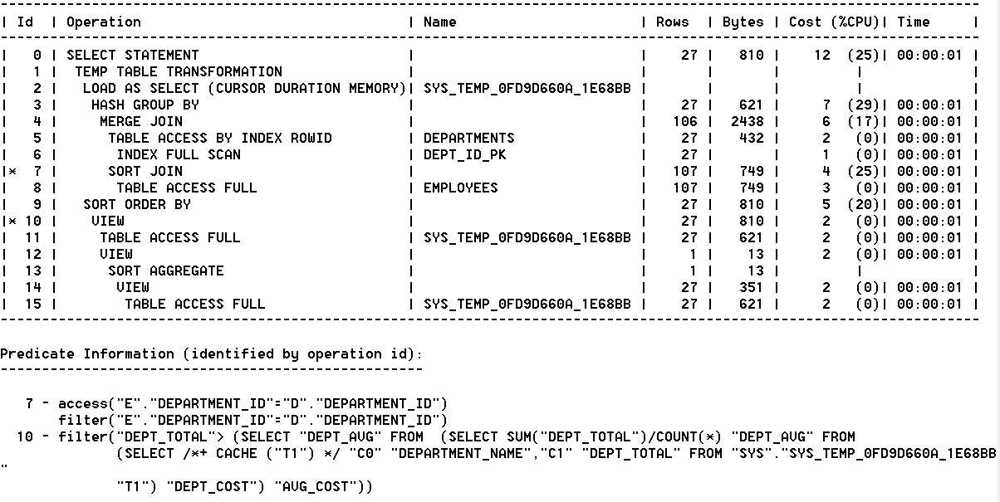 ---------------------------------------------------------------------------------------------------------------------
| Id  | Operation                                | Name                      | Rows  | Bytes | Cost (%CPU)| Time     |
---------------------------------------------------------------------------------------------------------------------
|   0 | SELECT STATEMENT                         |                           |    27 |   810 |    12  (25)| 00:00:01 |
|   1 |  TEMP TABLE TRANSFORMATION               |                           |       |       |            |          |
|   2 |   LOAD AS SELECT (CURSOR DURATION MEMORY)| SYS_TEMP_0FD9D660A_1E68BB |       |       |            |          |
|   3 |    HASH GROUP BY                         |                           |    27 |   621 |     7  (29)| 00:00:01 |
|   4 |     MERGE JOIN                           |                           |   106 |  2438 |     6  (17)| 00:00:01 |
|   5 |      TABLE ACCESS BY INDEX ROWID         | DEPARTMENTS               |    27 |   432 |     2   (0)| 00:00:01 |
|   6 |       INDEX FULL SCAN                    | DEPT_ID_PK                |    27 |       |     1   (0)| 00:00:01 |
|*  7 |      SORT JOIN                           |                           |   107 |   749 |     4  (25)| 00:00:01 |
|   8 |       TABLE ACCESS FULL                  | EMPLOYEES                 |   107 |   749 |     3   (0)| 00:00:01 |
|   9 |   SORT ORDER BY                          |                           |    27 |   810 |     5  (20)| 00:00:01 |
|* 10 |    VIEW                                  |                           |    27 |   810 |     2   (0)| 00:00:01 |
|  11 |     TABLE ACCESS FULL                    | SYS_TEMP_0FD9D660A_1E68BB |    27 |   621 |     2   (0)| 00:00:01 |
|  12 |     VIEW                                 |                           |     1 |    13 |     2   (0)| 00:00:01 |
|  13 |      SORT AGGREGATE                      |                           |     1 |    13 |            |          |
|  14 |       VIEW                               |                           |    27 |   351 |     2   (0)| 00:00:01 |
|  15 |        TABLE ACCESS FULL                 | SYS_TEMP_0FD9D660A_1E68BB |    27 |   621 |     2   (0)| 00:00:01 |
---------------------------------------------------------------------------------------------------------------------
Predicate Information (identified by operation id):
---------------------------------------------------
   7 - access("E"."DEPARTMENT_ID"="D"."DEPARTMENT_ID")
       filter("E"."DEPARTMENT_ID"="D"."DEPARTMENT_ID")
  10 - filter("DEPT_TOTAL"> (SELECT "DEPT_AVG" FROM  (SELECT SUM("DEPT_TOTAL")/COUNT(*) "DEPT_AVG" FROM
              (SELECT /*+ CACHE ("T1") */ "C0" "DEPARTMENT_NAME","C1" "DEPT_TOTAL" FROM "SYS"."SYS_TEMP_0FD9D660A_1E68BB
"
              "T1") "DEPT_COST") "AVG_COST"))